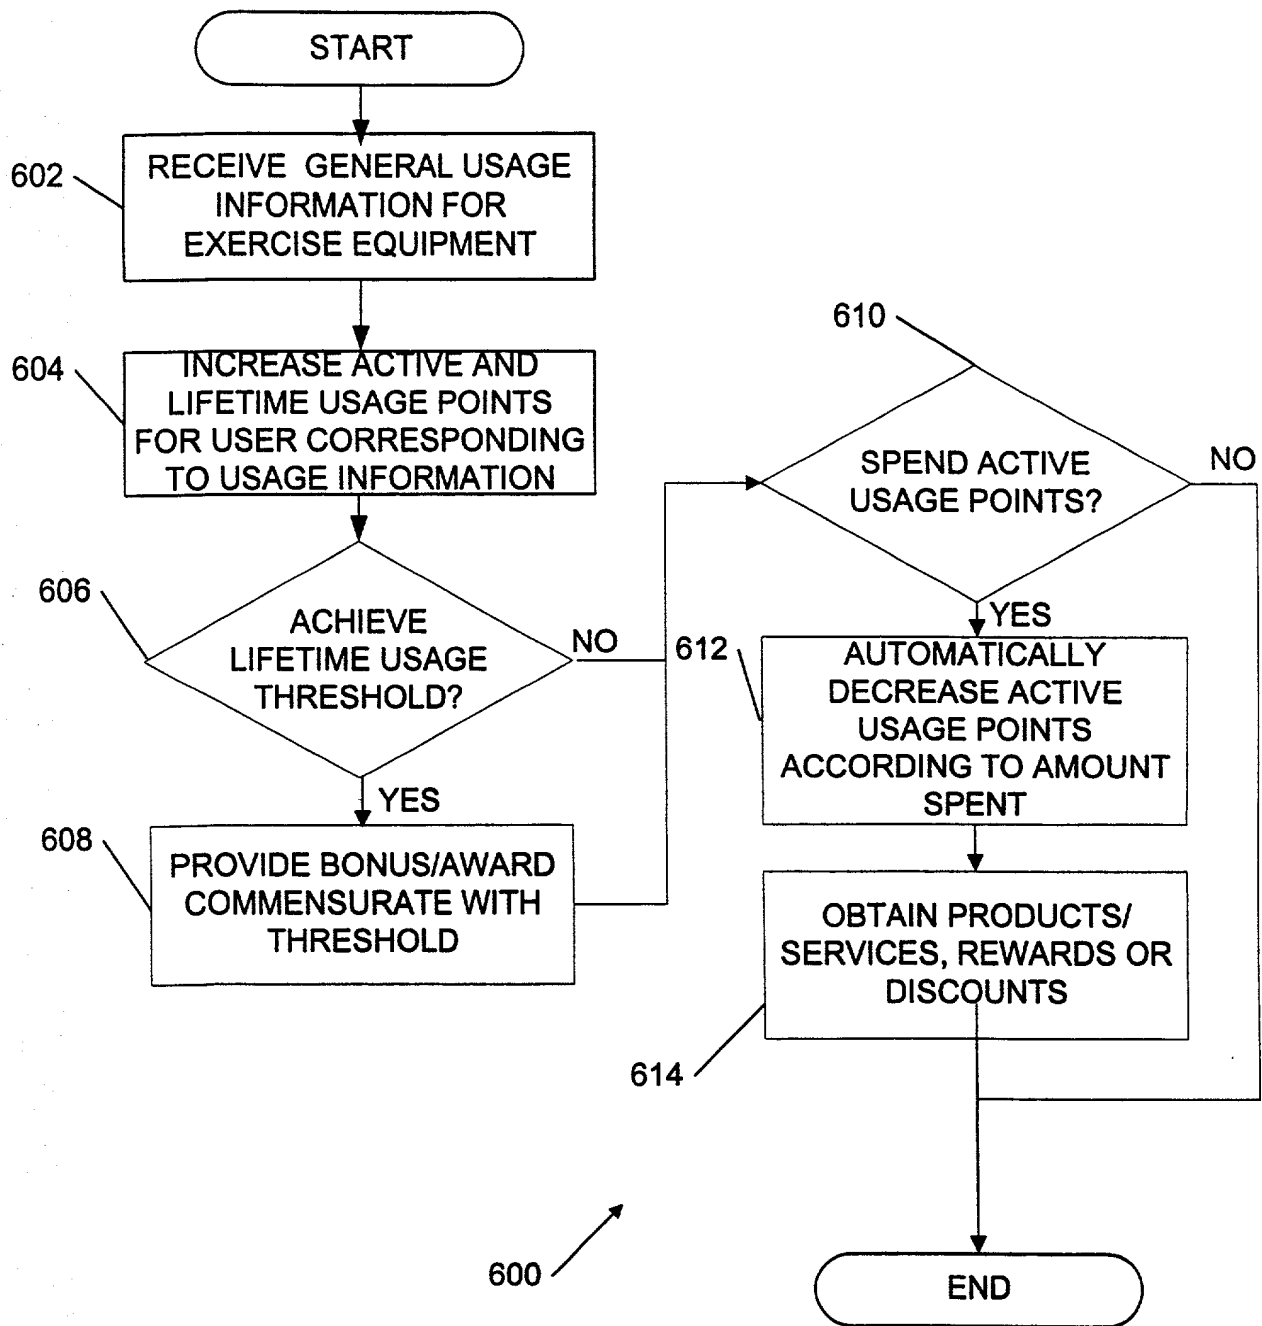 START
602
RECEIVE GENERAL USAGE
INFORMATION FOR
EXERCISE EQUIPMENT
604
INCREASE ACTIVE AND
LIFETIME USAGE POINTS
FOR USER CORRESPONDING
TO USAGE INFORMATION
606
ACHIEVE
LIFETIME USAGE
THRESHOLD?
NO
YES
608
PROVIDE BONUS/AWARD
COMMENSURATE WITH
THRESHOLD
610
SPEND ACTIVE
USAGE POINTS?
NO
YES
612
AUTOMATICALLY
DECREASE ACTIVE
USAGE POINTS
ACCORDING TO AMOUNT
SPENT
OBTAIN PRODUCTS/
SERVICES, REWARDS OR
DISCOUNTS
614
600
END